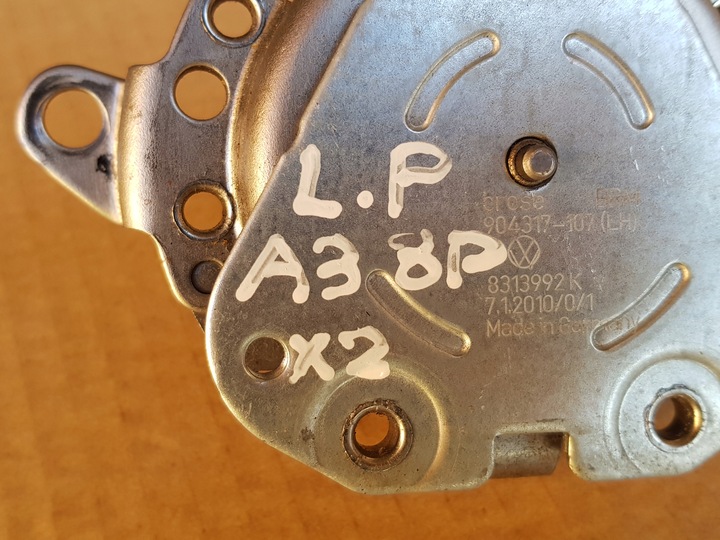 L.P
A3 8P
X2
brose
904317-107 (LH)
8313992 K
7.1.2010/0/1
Made in Germany